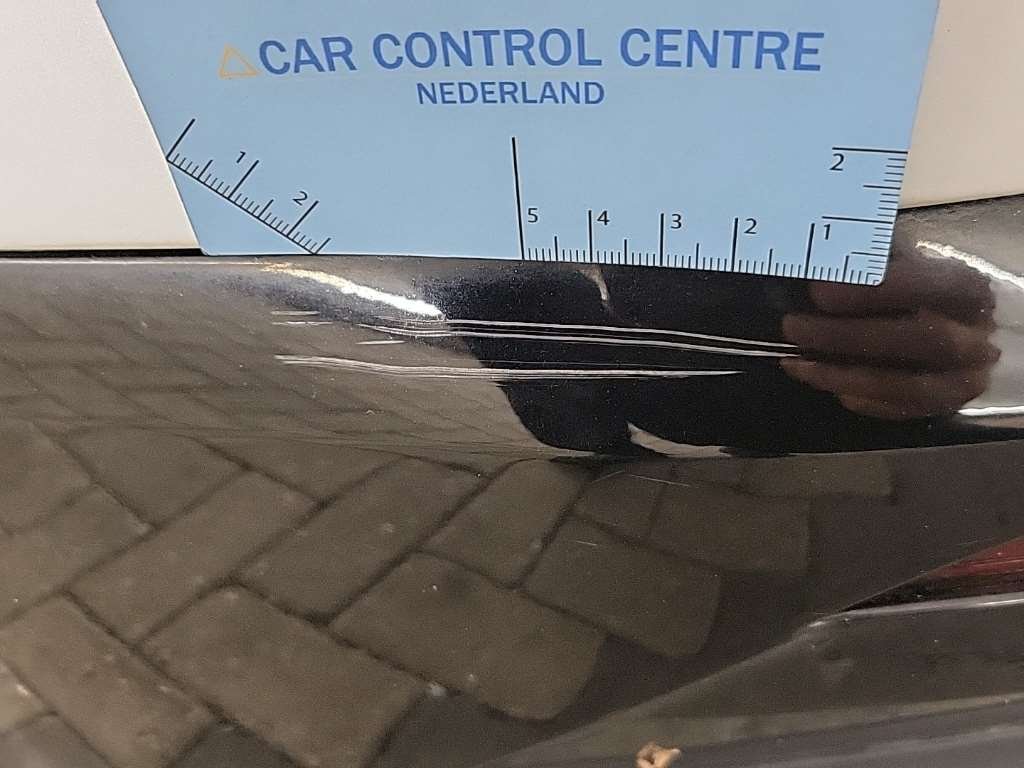 CAR CONTROL CENTRE
NEDERLAND
1 2
5 4 3 2 1
2